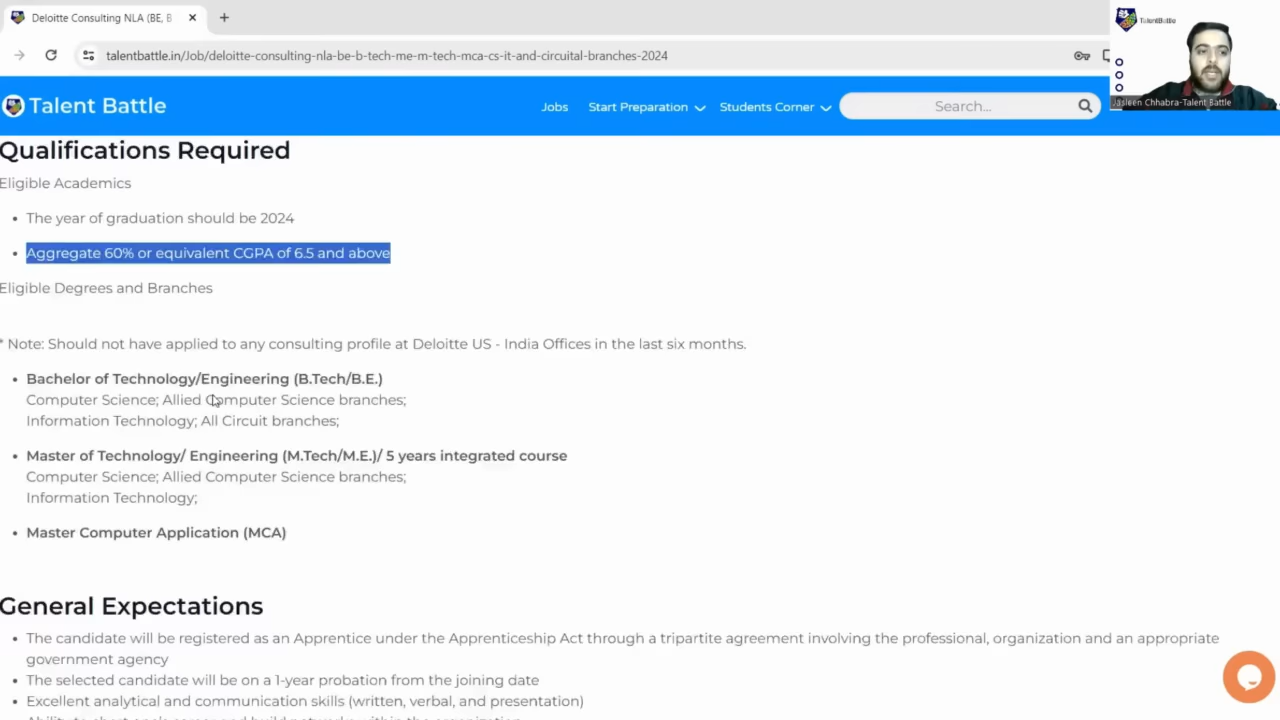 Deloitte Consulting NLA (BE, B
talentbattle.in/Job/deloitte-consulting-nla-be-b-tech-me-m-tech-mca-cs-it-and-circuital-branches-2024
TalentBattle
Jasleen Chhabra-Talent Battle
Talent Battle
Jobs
Start Preparation
Students Corner
Search...
Qualifications Required
Eligible Academics
• The year of graduation should be 2024
• Aggregate 60% or equivalent CGPA of 6.5 and above
Eligible Degrees and Branches
* Note: Should not have applied to any consulting profile at Deloitte US - India Offices in the last six months.
• Bachelor of Technology/Engineering (B.Tech/B.E.)
Computer Science; Allied Computer Science branches;
Information Technology; All Circuit branches;
• Master of Technology/ Engineering (M.Tech/M.E.)/ 5 years integrated course
Computer Science; Allied Computer Science branches;
Information Technology;
• Master Computer Application (MCA)
General Expectations
• The candidate will be registered as an Apprentice under the Apprenticeship Act through a tripartite agreement involving the professional, organization and an appropriate
government agency
• The selected candidate will be on a 1-year probation from the joining date
• Excellent analytical and communication skills (written, verbal, and presentation)